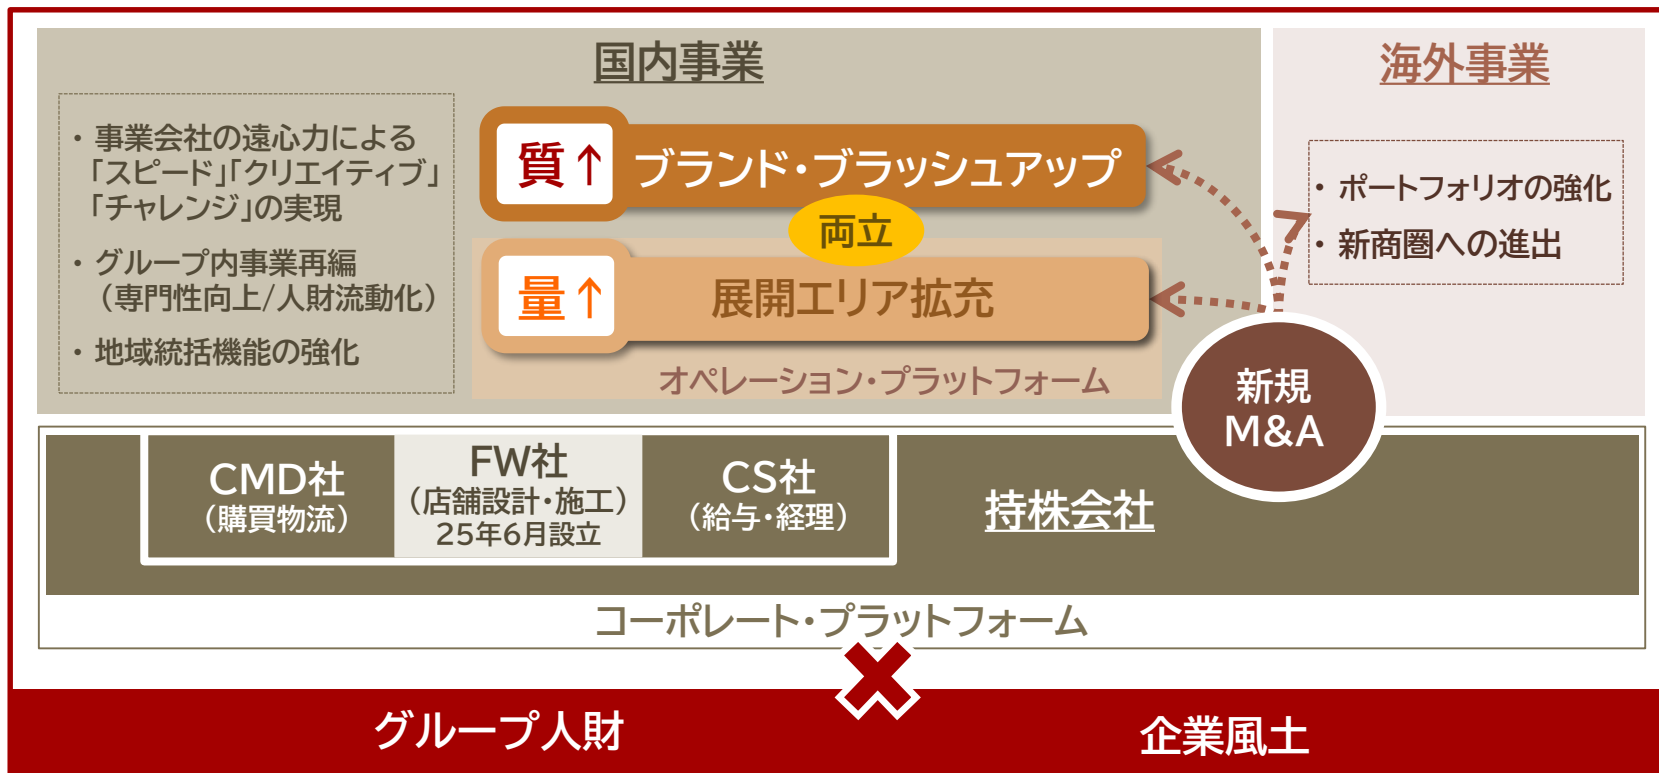 国内事業
・ 事業会社の遠心力による
「スピード」「クリエイティブ」
「チャレンジ」の実現
・ グループ内事業再編
（専門性向上/人財流動化）
・ 地域統括機能の強化
質↑
ブランド・ブラッシュアップ
両立
量↑
展開エリア拡充
オペレーション・プラットフォーム
海外事業
・ ポートフォリオの強化
・ 新商圏への進出
新規
M&A
CMD社
（購買物流）
FW社
（店舗設計・施工）
25年6月設立
CS社
（給与・経理）
持株会社
コーポレート・プラットフォーム
グループ人財
企業風土